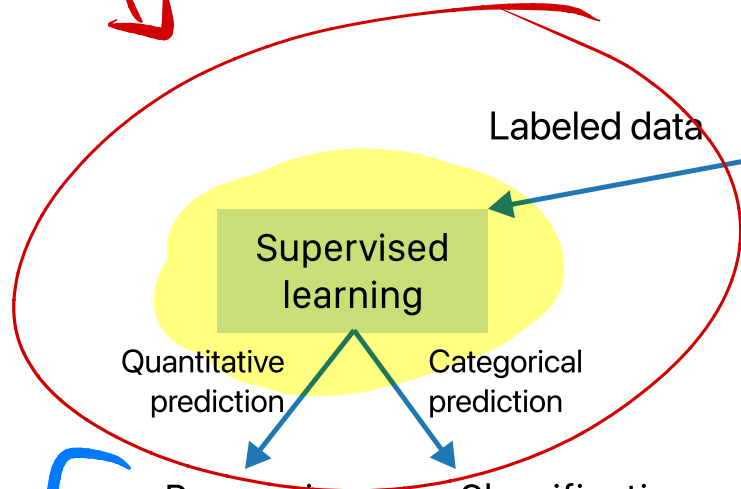 Labeled data
Supervised
learning
Quantitative
prediction
Categorical
prediction